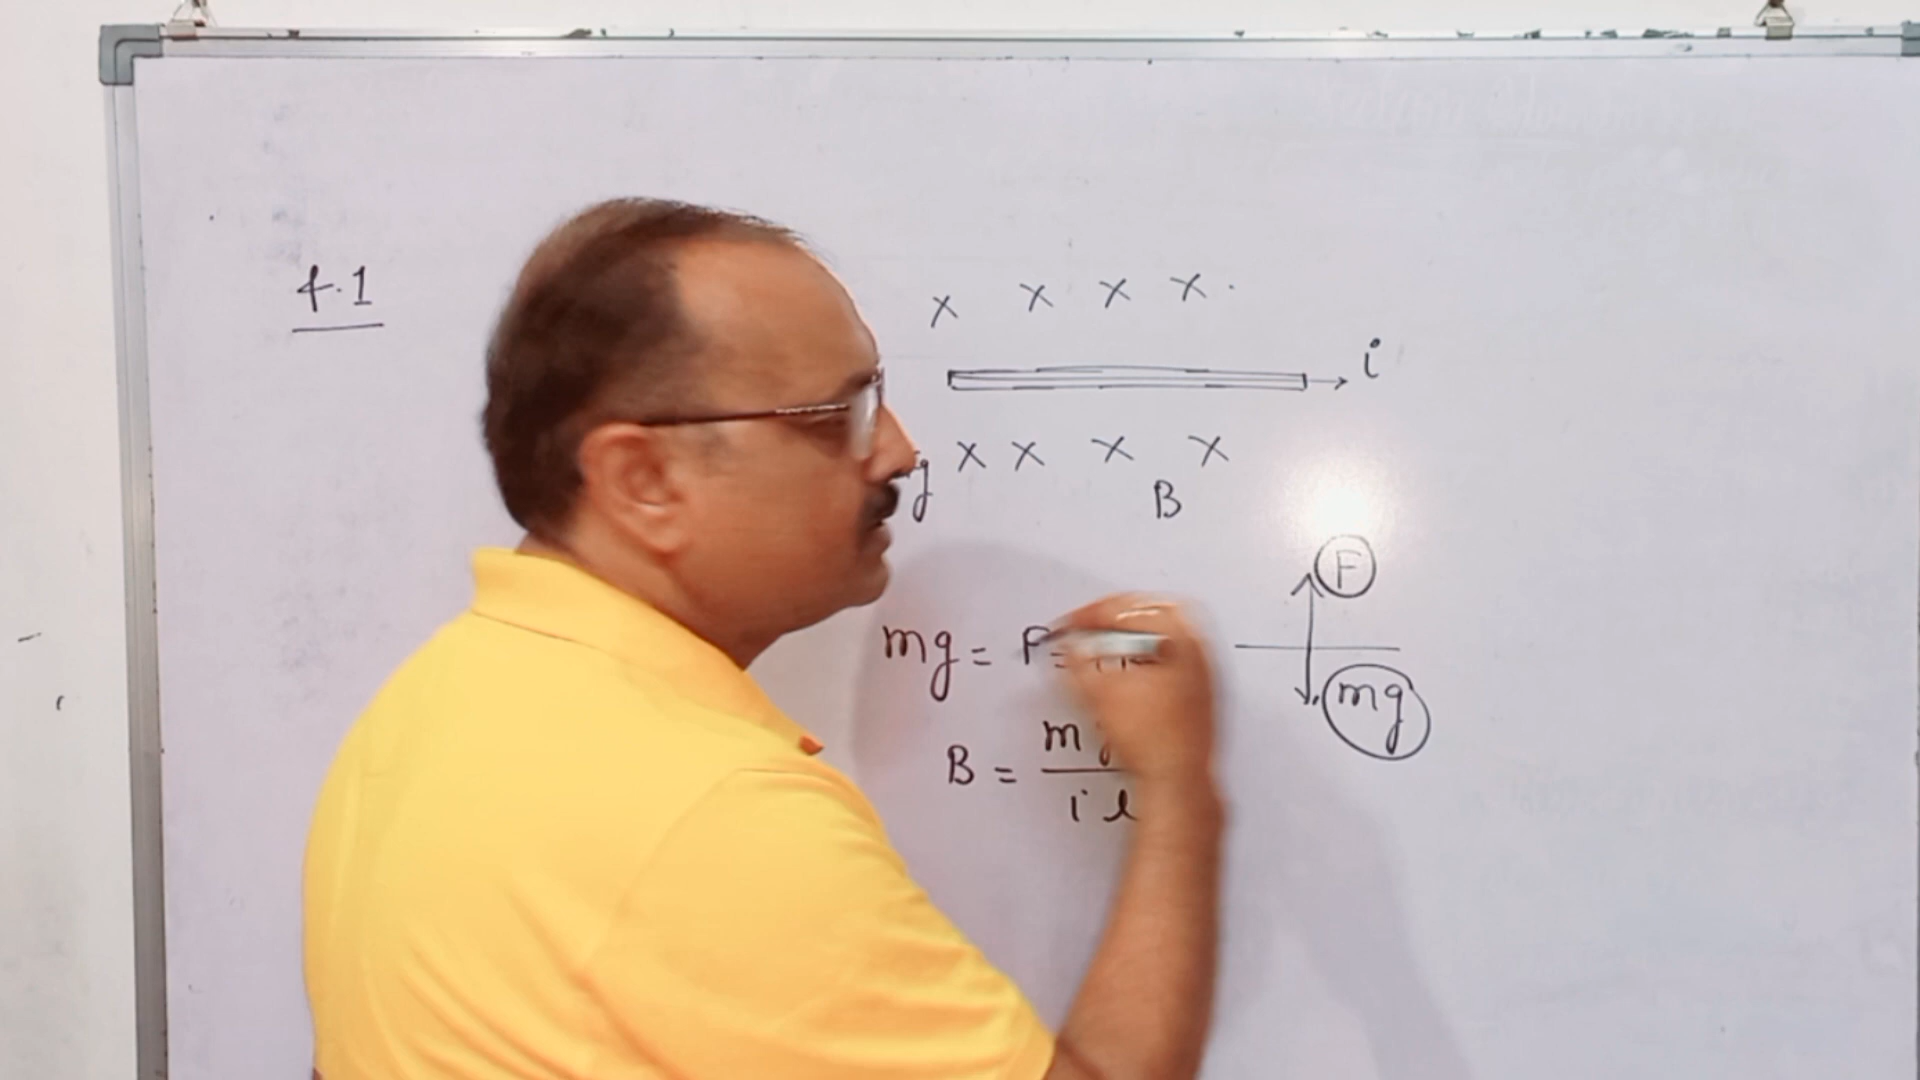 4.1
x x x x
i
g x x x x
B
F
mg = F =
mg
B = m g
i l